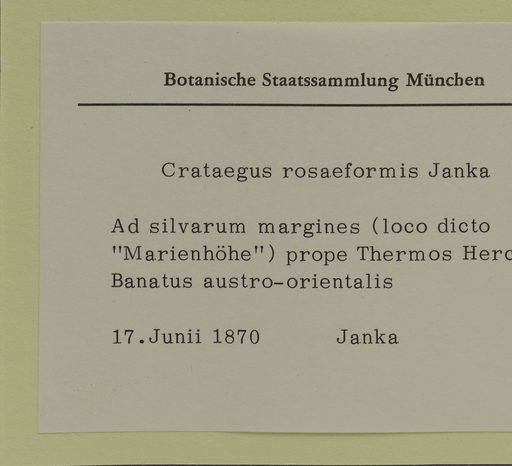 Botanische Staatssammlung München
Crataegus rosaeformis Janka
Ad silvarum margines (loco dicto
"Marienhöhe") prope Thermos Herc
Banatus austro-orientalis
17.Junii 1870 Janka